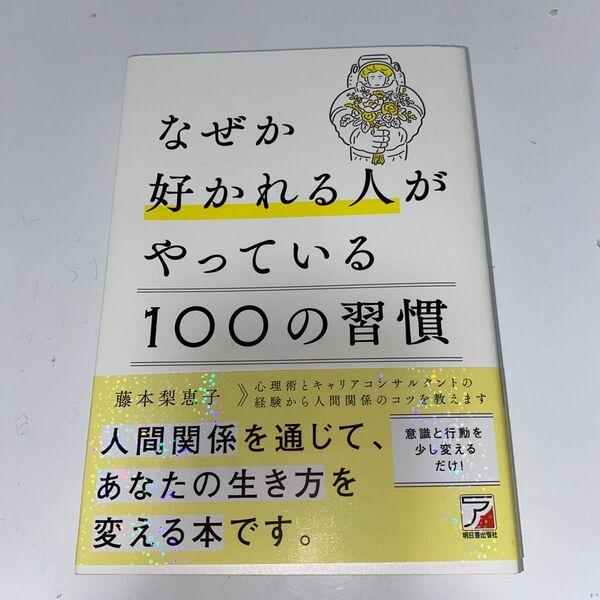 なぜか
好かれる人が
やっている
100の習慣
藤本梨恵子
心理術とキャリアコンサルタントの
経験から人間関係のコツを教えます
人間関係を通じて、
あなたの生き方を
変える本です。
意識と行動を
少し変える
だけ!
ア
明日香出版社